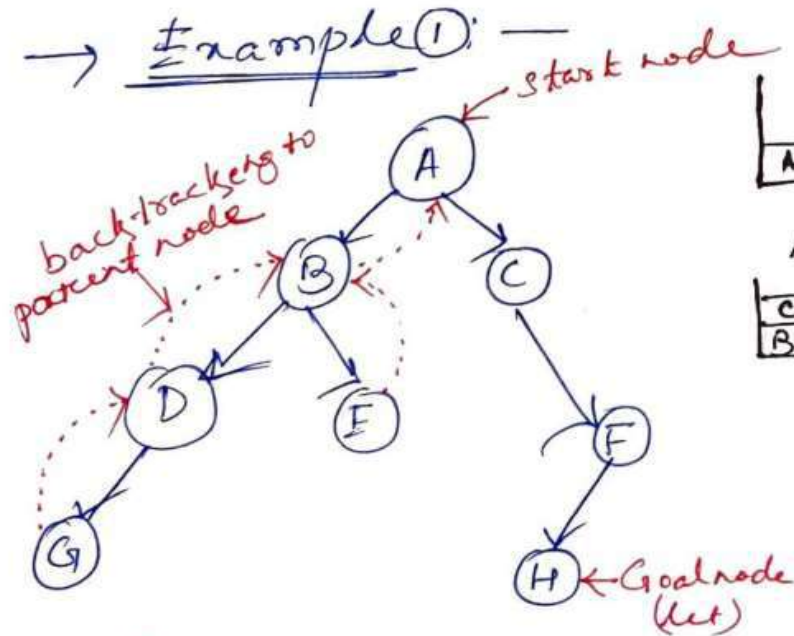 → Example ①: —
start node
A
back-tracking to
parent node
B
C
D
E
F
G
H
Goal node
(let)
A
C
B